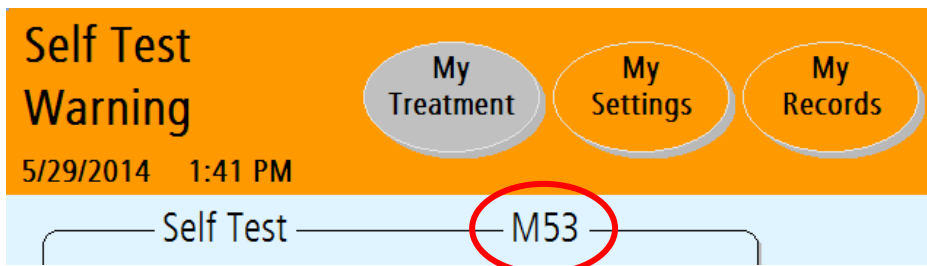 Self Test
Warning
5/29/2014 1:41 PM
My
Treatment
My
Settings
My
Records
Self Test
M53